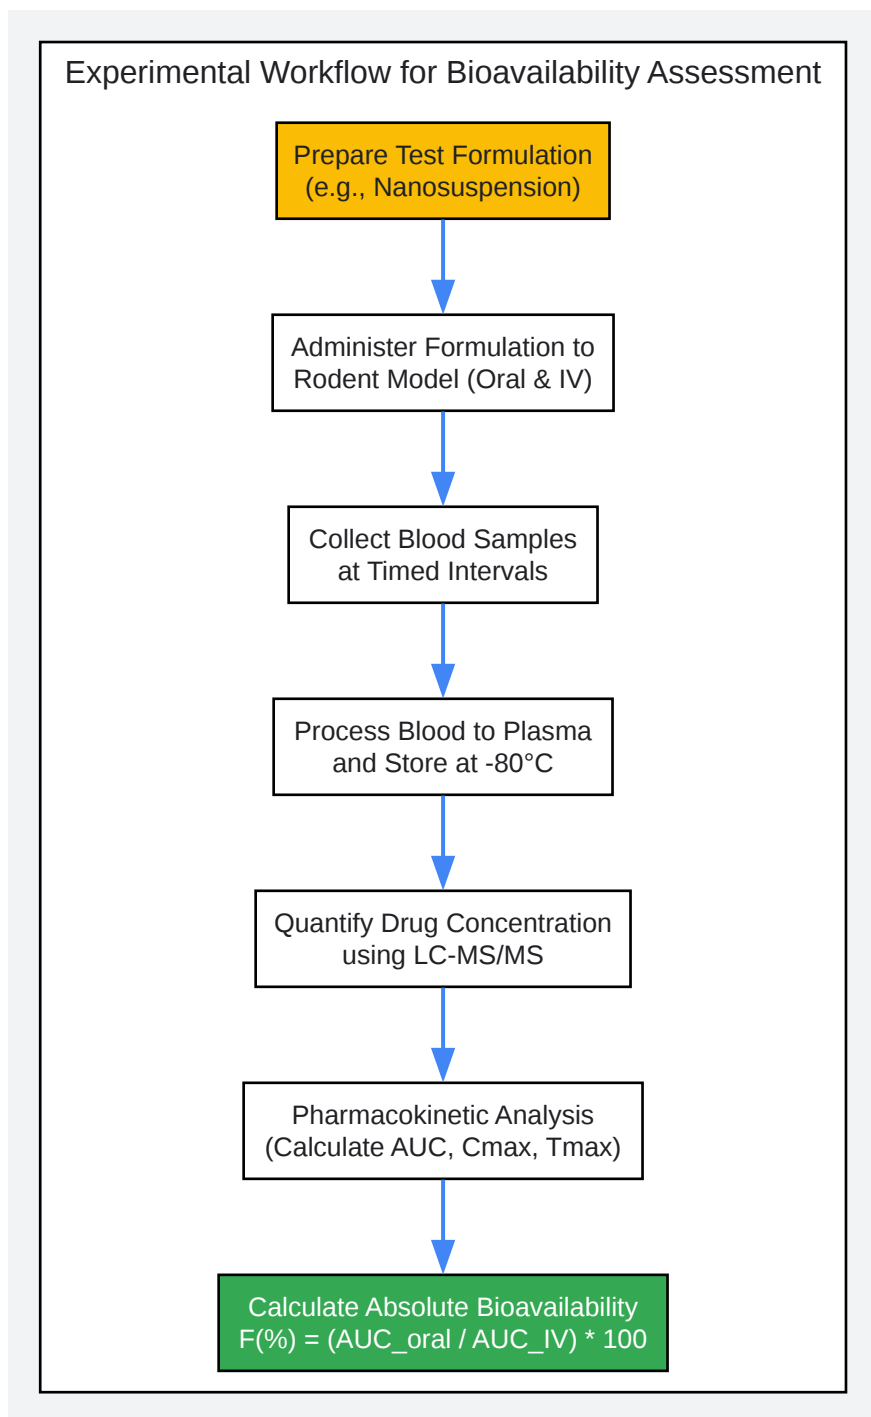 Experimental Workflow for Bioavailability Assessment
Prepare Test Formulation
(e.g., Nanosuspension)
Administer Formulation to
Rodent Model (Oral & IV)
Collect Blood Samples
at Timed Intervals
Process Blood to Plasma
and Store at -80°C
Quantify Drug Concentration
using LC-MS/MS
Pharmacokinetic Analysis
(Calculate AUC, Cmax, Tmax)
Calculate Absolute Bioavailability
F(%) = (AUC_oral / AUC_IV) * 100